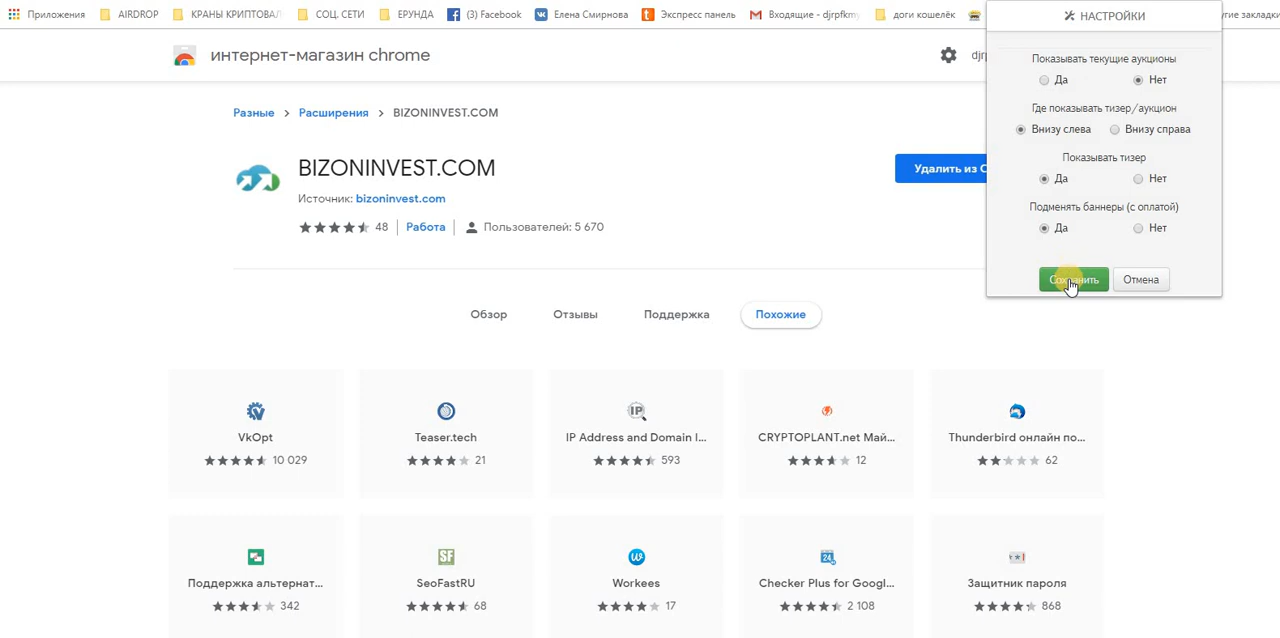 Приложения
AIRDROP
КРАНЫ КРИПТОВАЛ
СОЦ. СЕТИ
ЕРУНДА
(3) Facebook
Елена Смирнова
Экспресс панель
Входящие - djrpfkmy
доги кошелёк
угие закладки
интернет-магазин chrome
djrp
НАСТРОЙКИ
Показывать текущие аукционы
Да Нет
Где показывать тизер/аукцион
Внизу слева Внизу справа
Показывать тизер
Да Нет
Подменять баннеры (с оплатой)
Да Нет
Сохранить Отмена
Разные > Расширения > BIZONINVEST.COM
BIZONINVEST.COM
Удалить из C
Источник: bizoninvest.com
48 Работа Пользователей: 5 670
Обзор Отзывы Поддержка Похожие
VkOpt
10 029
Teaser.tech
21
IP Address and Domain I...
593
CRYPTOPLANT.net Май...
12
Thunderbird онлайн по...
62
Поддержка альтернат...
342
SeoFastRU
68
Workees
17
Checker Plus for Googl...
2 108
Защитник пароля
868